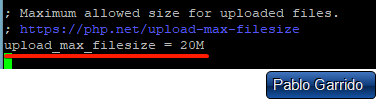 ; Maximum allowed size for uploaded files.
; https://php.net/upload-max-filesize
upload_max_filesize = 20M
Pablo Garrido